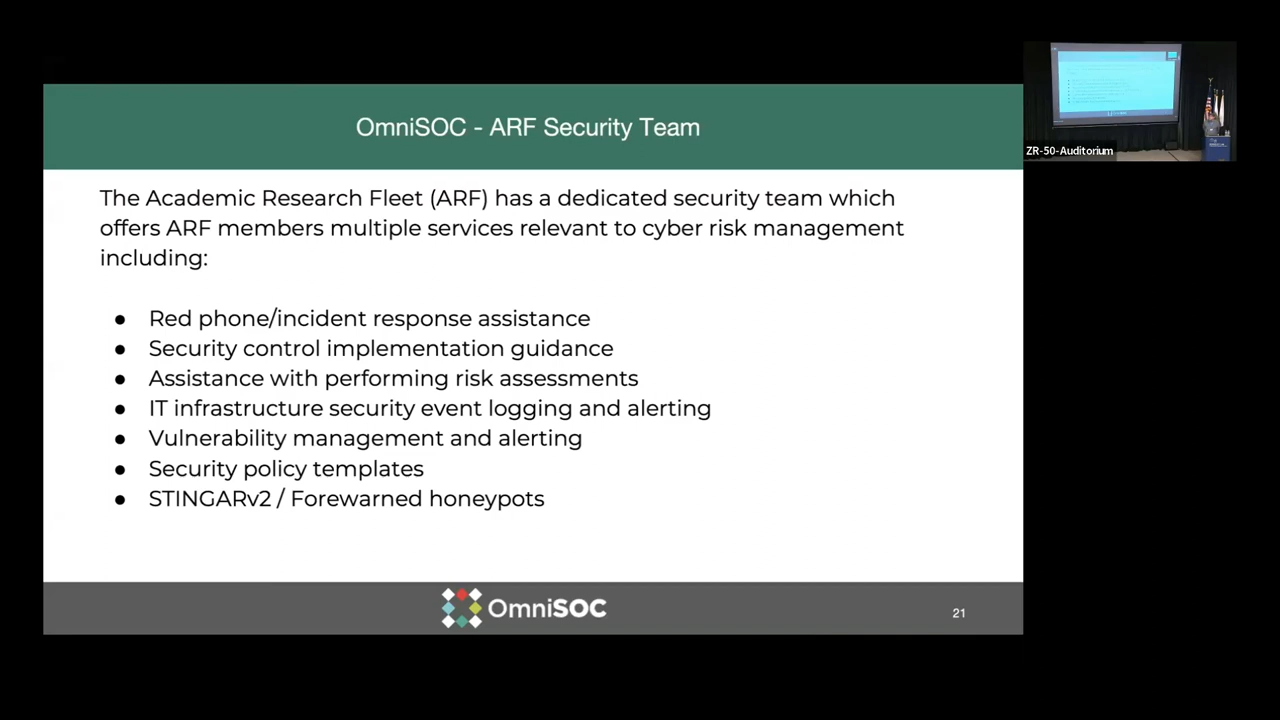 OmniSOC - ARF Security Team
The Academic Research Fleet (ARF) has a dedicated security team which
offers ARF members multiple services relevant to cyber risk management
including:
● Red phone/incident response assistance
● Security control implementation guidance
● Assistance with performing risk assessments
● IT infrastructure security event logging and alerting
● Vulnerability management and alerting
● Security policy templates
● STINGARv2 / Forewarned honeypots
OmniSOC
21
ZR-50-Auditorium